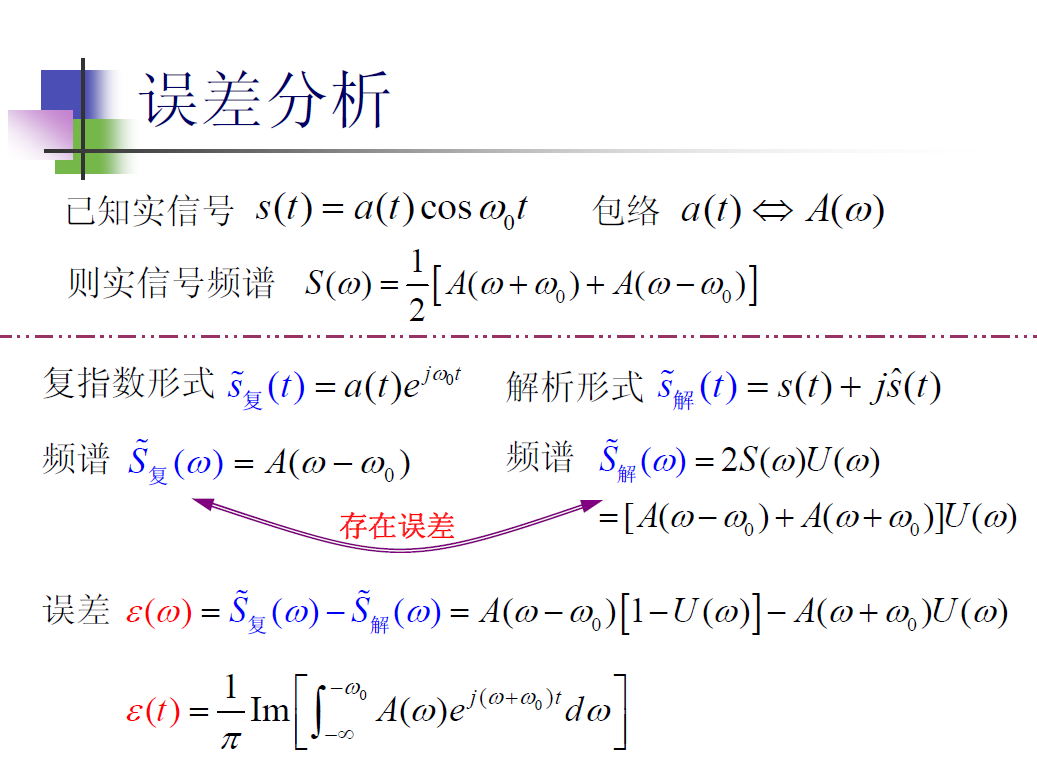 误差分析
已知实信号 s(t) = a(t)cos ω₀t 包络 a(t) ⇔ A(ω)
则实信号频谱 S(ω) = 1/2 [A(ω + ω₀) + A(ω − ω₀)]
复指数形式 s̃复(t) = a(t)e^{jω₀t} 解析形式 s̃解(t) = s(t) + jŝ(t)
频谱 S̃复(ω) = A(ω − ω₀) 频谱 S̃解(ω) = 2S(ω)U(ω)
= [A(ω − ω₀) + A(ω + ω₀)]U(ω)
存在误差
误差 ε(ω) = S̃复(ω) − S̃解(ω) = A(ω − ω₀)[1 − U(ω)] − A(ω + ω₀)U(ω)
ε(t) = 1/π Im[∫_{−∞}^{−ω₀} A(ω)e^{j(ω+ω₀)t}dω]